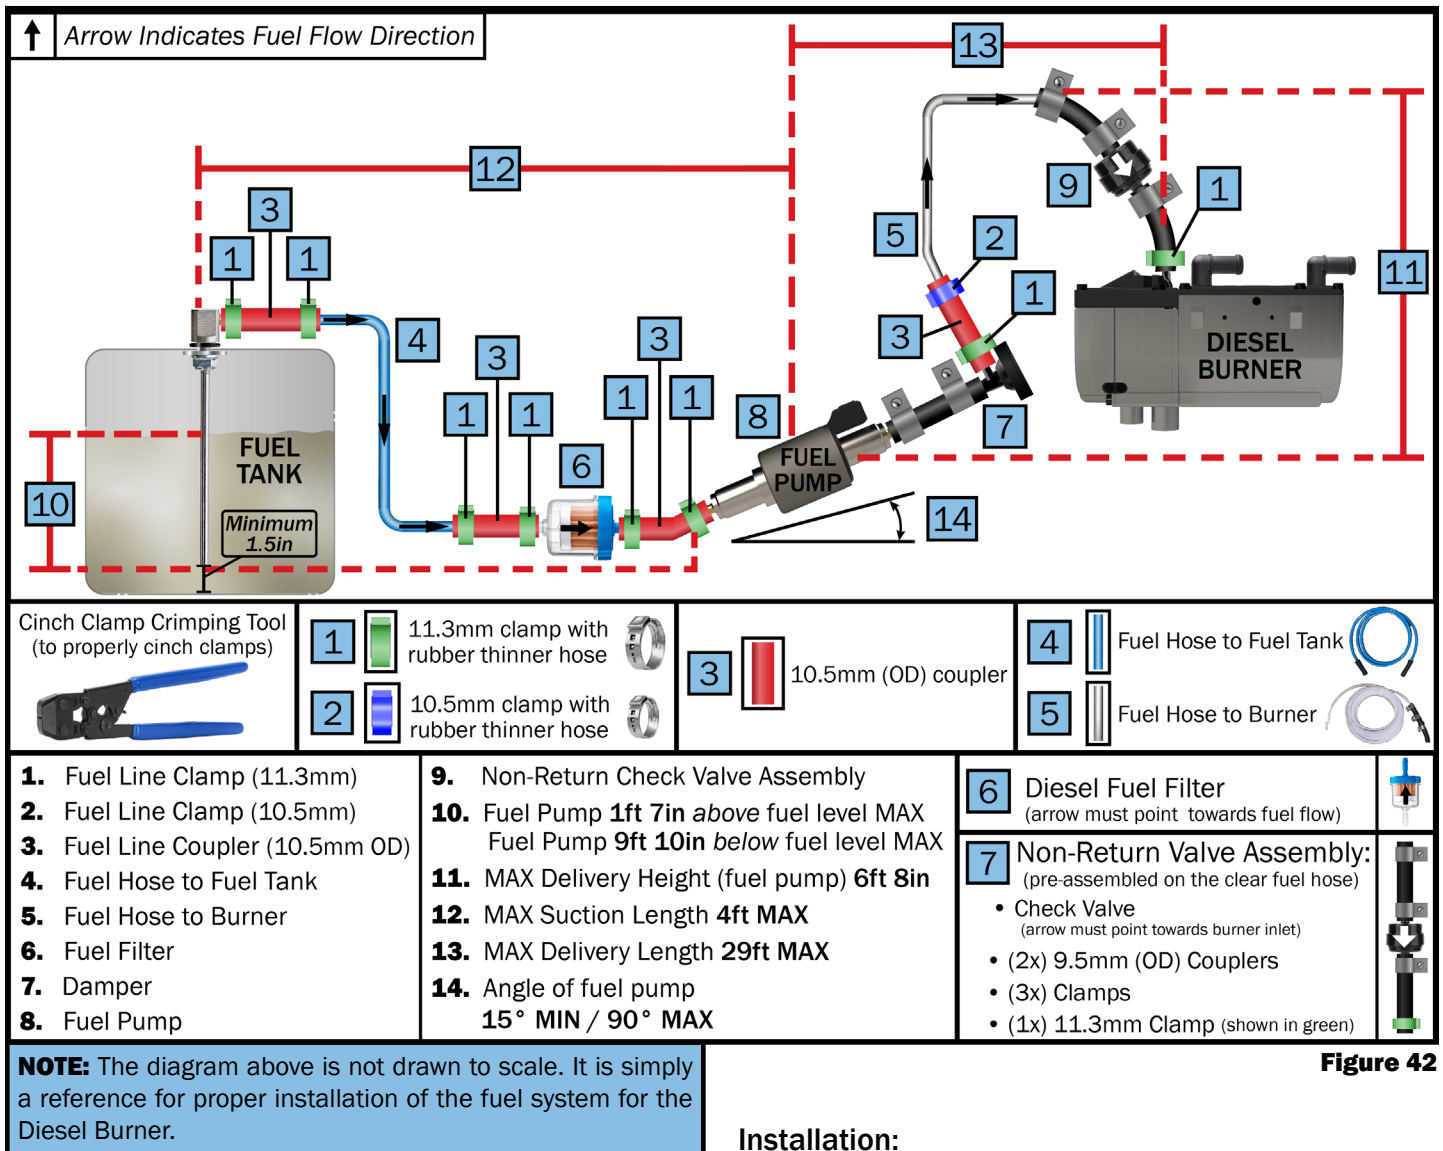 Arrow Indicates Fuel Flow Direction
13
12
3
1
1
9
1
5
2
11
4
3
3
3
1
DIESEL
BURNER
1
1
1
1
8
7
FUEL
TANK
6
FUEL
PUMP
10
Minimum
1.5in
14
Cinch Clamp Crimping Tool
(to properly cinch clamps)
1
11.3mm clamp with
rubber thinner hose
2
10.5mm clamp with
rubber thinner hose
3
10.5mm (OD) coupler
4
Fuel Hose to Fuel Tank
5
Fuel Hose to Burner
1. Fuel Line Clamp (11.3mm)
2. Fuel Line Clamp (10.5mm)
3. Fuel Line Coupler (10.5mm OD)
4. Fuel Hose to Fuel Tank
5. Fuel Hose to Burner
6. Fuel Filter
7. Damper
8. Fuel Pump
9. Non-Return Check Valve Assembly
10. Fuel Pump 1ft 7in above fuel level MAX
Fuel Pump 9ft 10in below fuel level MAX
11. MAX Delivery Height (fuel pump) 6ft 8in
12. MAX Suction Length 4ft MAX
13. MAX Delivery Length 29ft MAX
14. Angle of fuel pump
15° MIN / 90° MAX
6
Diesel Fuel Filter
(arrow must point towards fuel flow)
7
Non-Return Valve Assembly:
(pre-assembled on the clear fuel hose)
• Check Valve
(arrow must point towards burner inlet)
• (2x) 9.5mm (OD) Couplers
• (3x) Clamps
• (1x) 11.3mm Clamp (shown in green)
NOTE: The diagram above is not drawn to scale. It is simply
a reference for proper installation of the fuel system for the
Diesel Burner.
Figure 42
Installation: